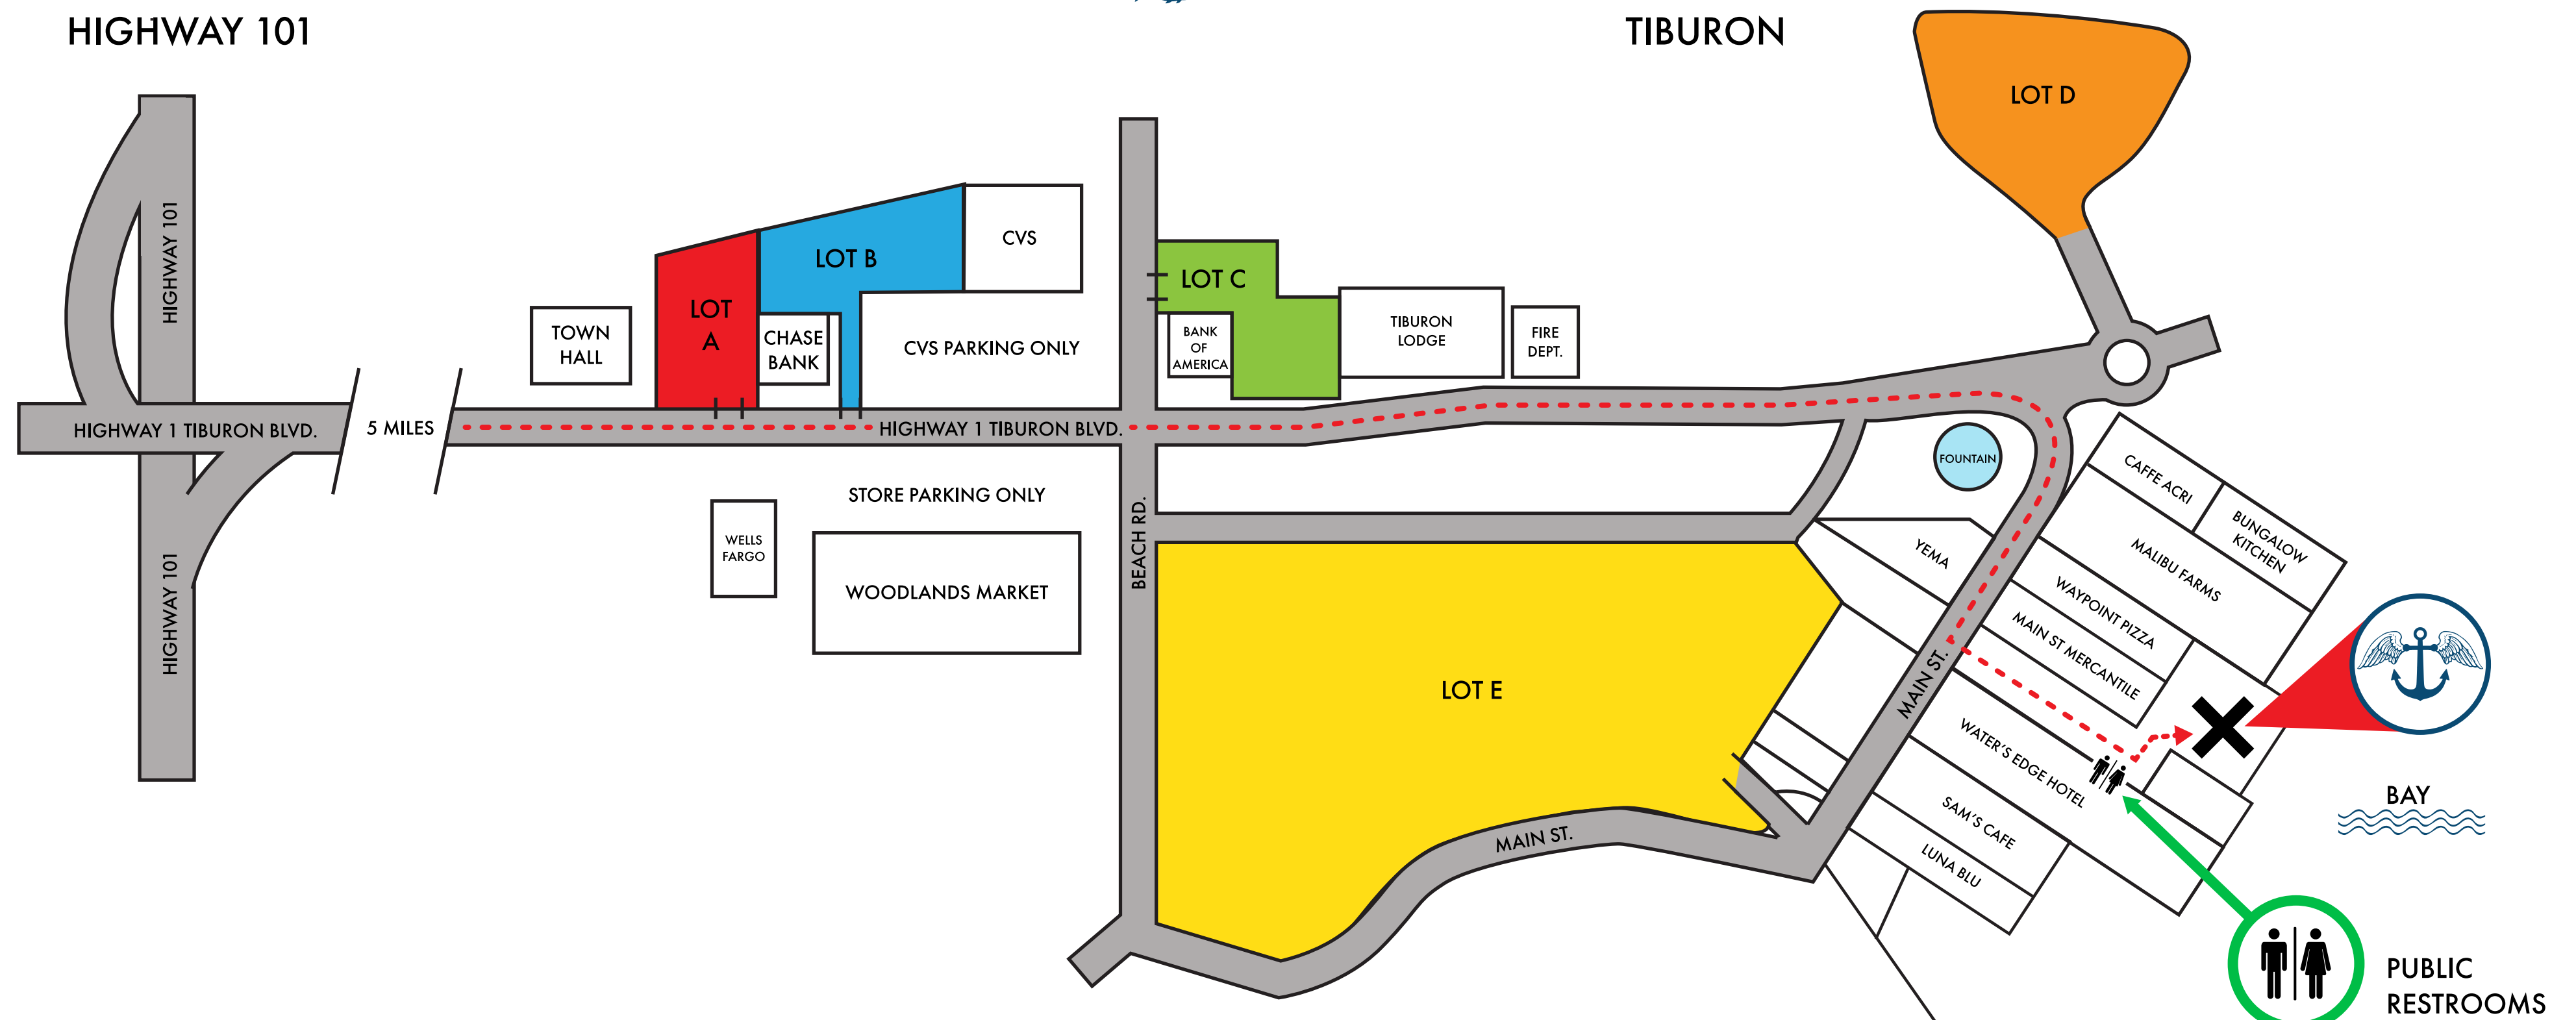 HIGHWAY 101
TIBURON
LOT D
HIGHWAY 101
LOT B
CVS
LOT C
LOT
A
TOWN
HALL
CHASE
BANK
CVS PARKING ONLY
BANK
OF
AMERICA
TIBURON
LODGE
FIRE
DEPT.
HIGHWAY 1 TIBURON BLVD.
5 MILES
HIGHWAY 1 TIBURON BLVD.
FOUNTAIN
CAFFE ACRI
BUNGALOW
KITCHEN
STORE PARKING ONLY
BEACH RD.
WELLS
FARGO
WOODLANDS MARKET
HIGHWAY 101
YEMA
MALIBU FARMS
WAYPOINT PIZZA
MAIN ST MERCANTILE
MAIN ST.
LOT E
WATER'S EDGE HOTEL
BAY
MAIN ST.
SAM'S CAFE
LUNA BLU
PUBLIC
RESTROOMS